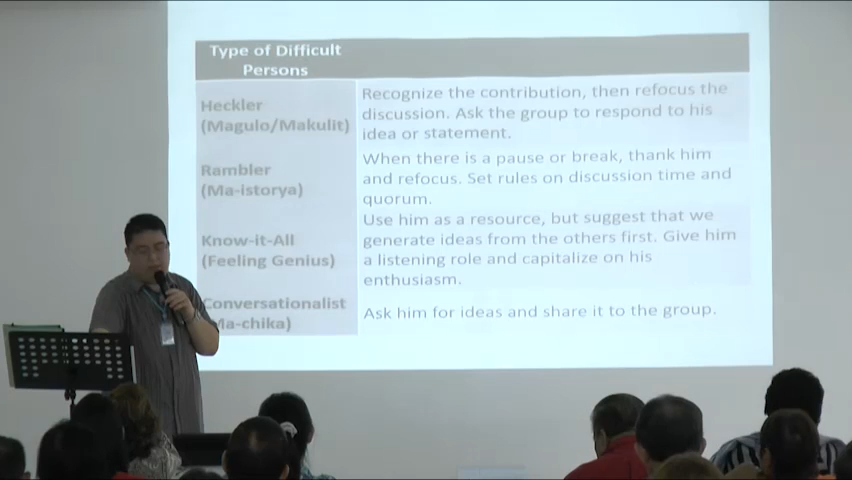 Type of Difficult
Persons
Heckler
(Magulo/Makulit)
Recognize the contribution, then refocus the
discussion. Ask the group to respond to his
idea or statement.
Rambler
(Ma-istorya)
When there is a pause or break, thank him
and refocus. Set rules on discussion time and
quorum.
Know-it-All
(Feeling Genius)
Use him as a resource, but suggest that we
generate ideas from the others first. Give him
a listening role and capitalize on his
enthusiasm.
Conversationalist
(Ma-chika)
Ask him for ideas and share it to the group.